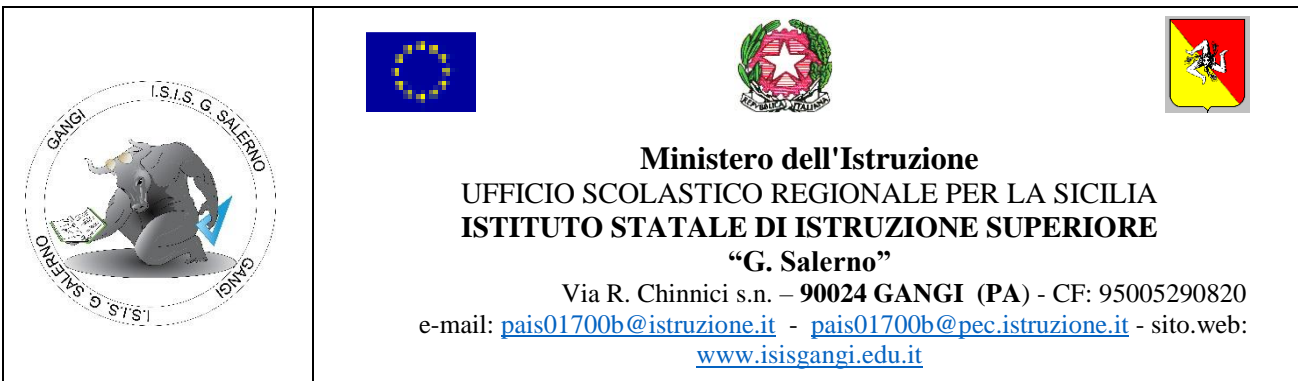 I.S.I.S. G. SALERNO
GANGI
I.S.I.S. G. SALERNO
GANGI
REPVBBLICA ITALIANA
Ministero dell'Istruzione
UFFICIO SCOLASTICO REGIONALE PER LA SICILIA
ISTITUTO STATALE DI ISTRUZIONE SUPERIORE
“G. Salerno”
Via R. Chinnici s.n. – 90024 GANGI (PA) - CF: 95005290820
e-mail: pais01700b@istruzione.it - pais01700b@pec.istruzione.it - sito.web:
www.isisgangi.edu.it